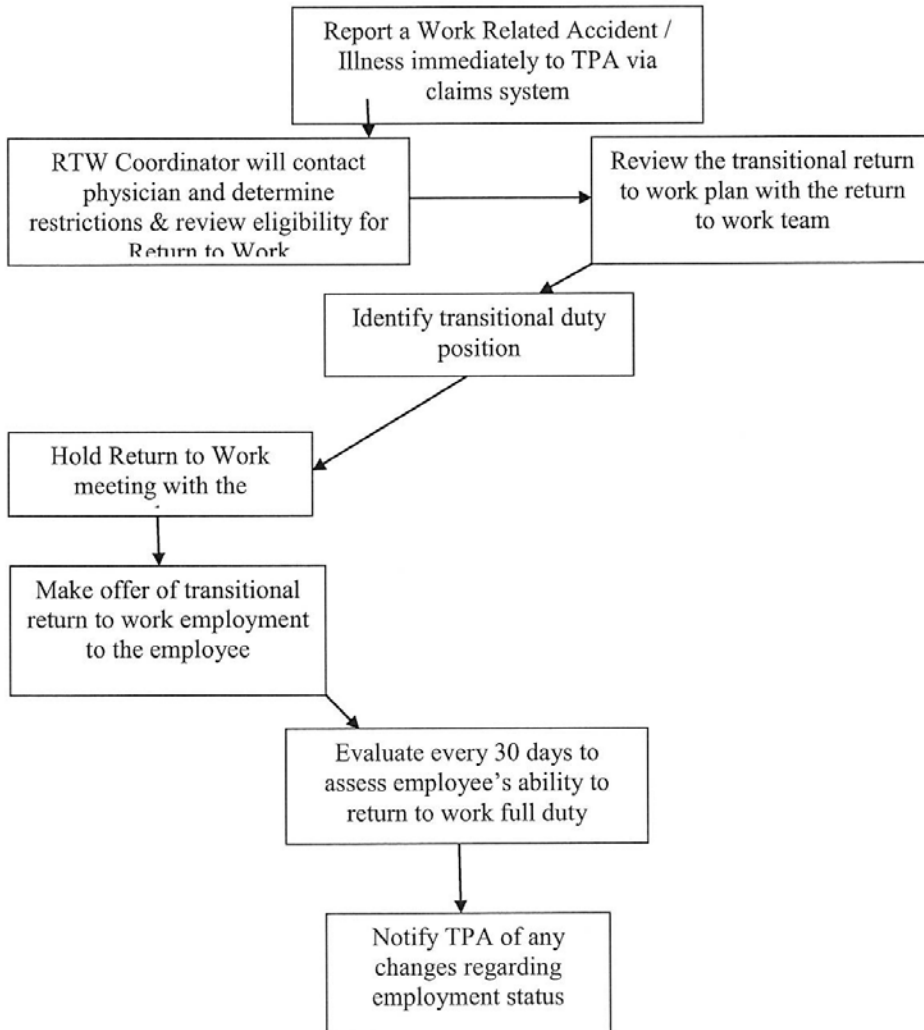 Report a Work Related Accident /
Illness immediately to TPA via
claims system
RTW Coordinator will contact
physician and determine
restrictions & review eligibility for
Return to Work
Review the transitional return
to work plan with the return
to work team
Identify transitional duty
position
Hold Return to Work
meeting with the
Make offer of transitional
return to work employment
to the employee
Evaluate every 30 days to
assess employee’s ability to
return to work full duty
Notify TPA of any
changes regarding
employment status